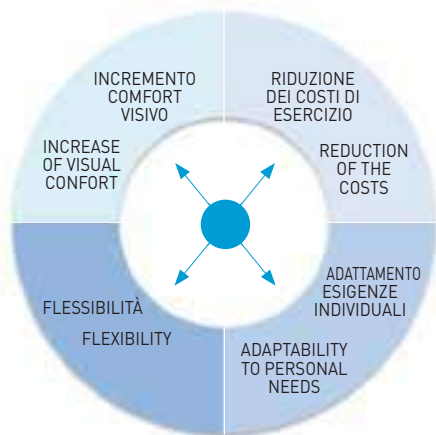 INCREMENTO
COMFORT
VISIVO
INCREASE
OF VISUAL
CONFORT
RIDUZIONE
DEI COSTI DI
ESERCIZIO
REDUCTION
OF THE
COSTS
FLESSIBILITÀ
FLEXIBILITY
ADATTAMENTO
ESIGENZE
INDIVIDUALI
ADAPTABILITY
TO PERSONAL
NEEDS